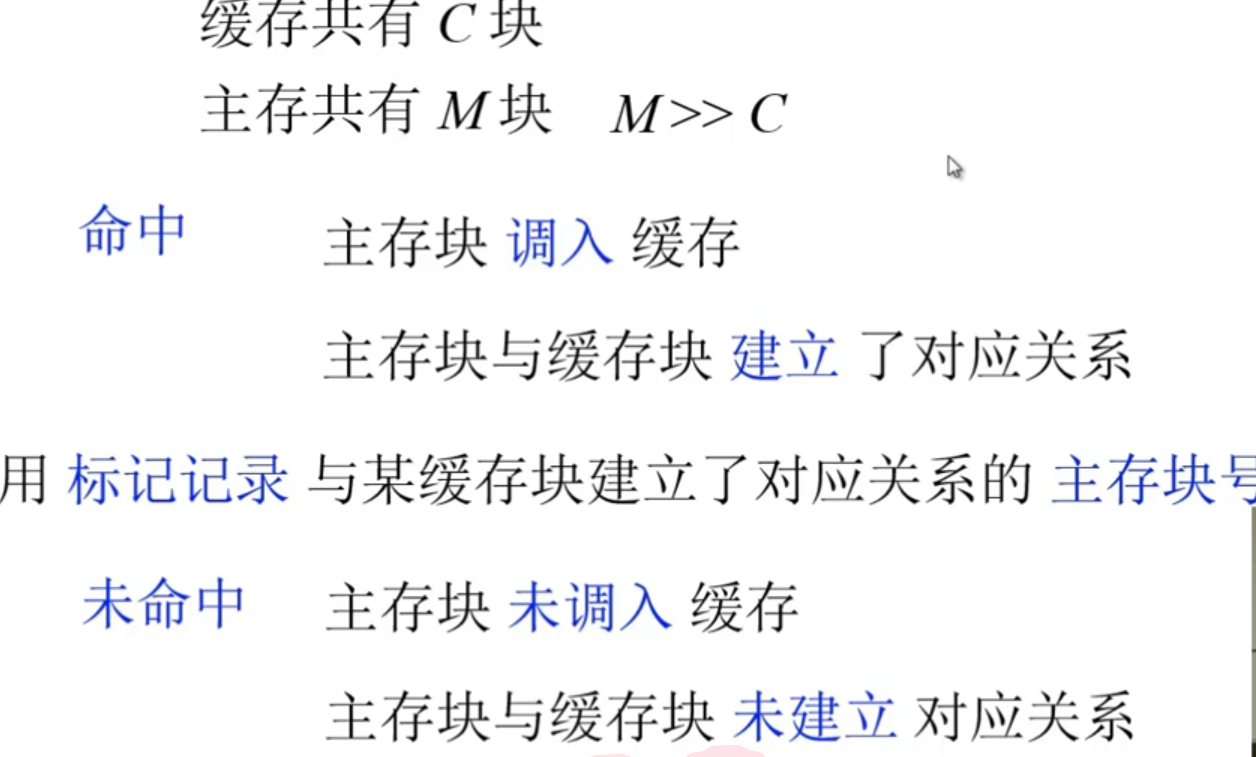 缓存共有 C 块
主存共有 M 块 M >> C
命中 主存块 调入 缓存
主存块与缓存块 建立 了对应关系
用 标记记录 与某缓存块建立了对应关系的 主存块号
未命中 主存块 未调入 缓存
主存块与缓存块 未建立 对应关系